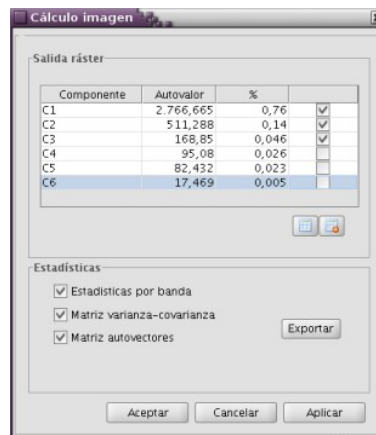 Cálculo imagen
Salida ráster
Componente Autovalor %
C1 2.766,665 0,76
C2 511,288 0,14
C3 168,85 0,046
C4 95,08 0,026
C5 82,432 0,023
C6 17,469 0,005
Estadísticas
Estadisticas por banda
Matriz varianza-covarianza
Matriz autovectores
Exportar
Aceptar Cancelar Aplicar